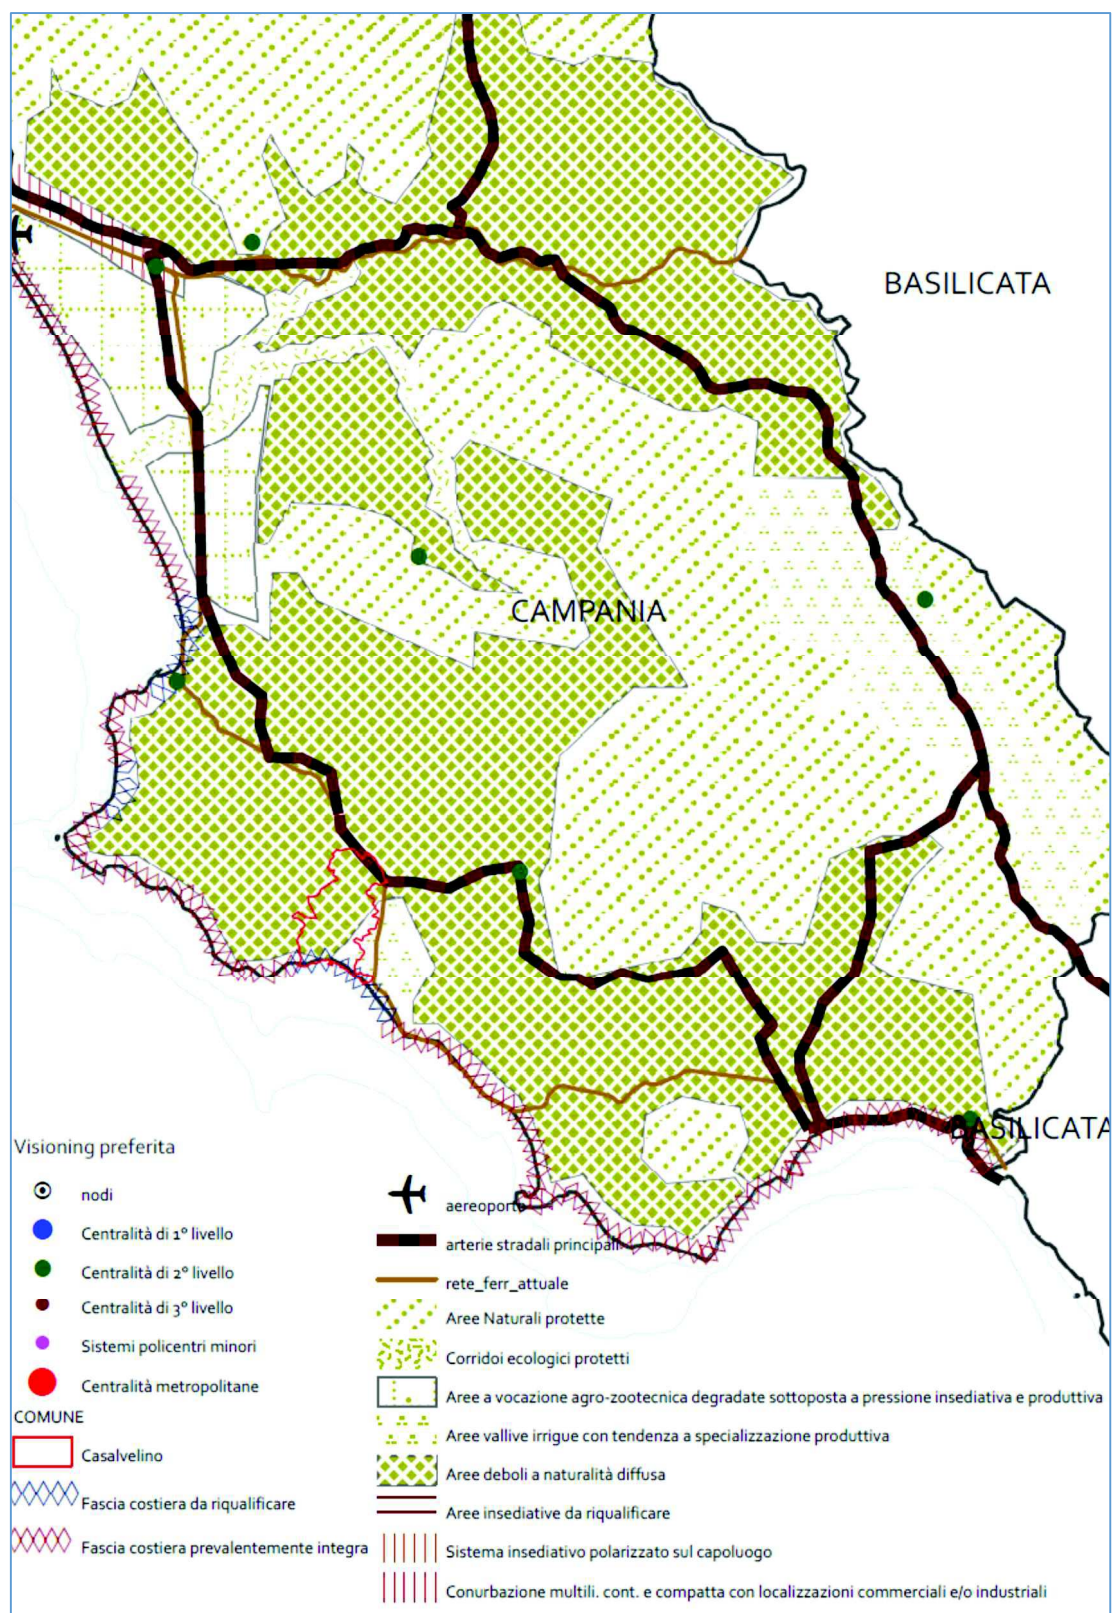 BASILICATA
CAMPANIA
BASILICATA
Visioning preferita
nodi
Centralità di 1° livello
Centralità di 2° livello
Centralità di 3° livello
Sistemi policentri minori
Centralità metropolitane
COMUNE
Casalvelino
Fascia costiera da riqualificare
Fascia costiera prevalentemente integra
aereoporto
arterie stradali principali
rete_ferr_attuale
Aree Naturali protette
Corridoi ecologici protetti
Aree a vocazione agro-zootecnica degradate sottoposta a pressione insediativa e produttiva
Aree vallive irrigue con tendenza a specializzazione produttiva
Aree deboli a naturalità diffusa
Aree insediative da riqualificare
Sistema insediativo polarizzato sul capoluogo
Conurbazione multili. cont. e compatta con localizzazioni commerciali e/o industriali